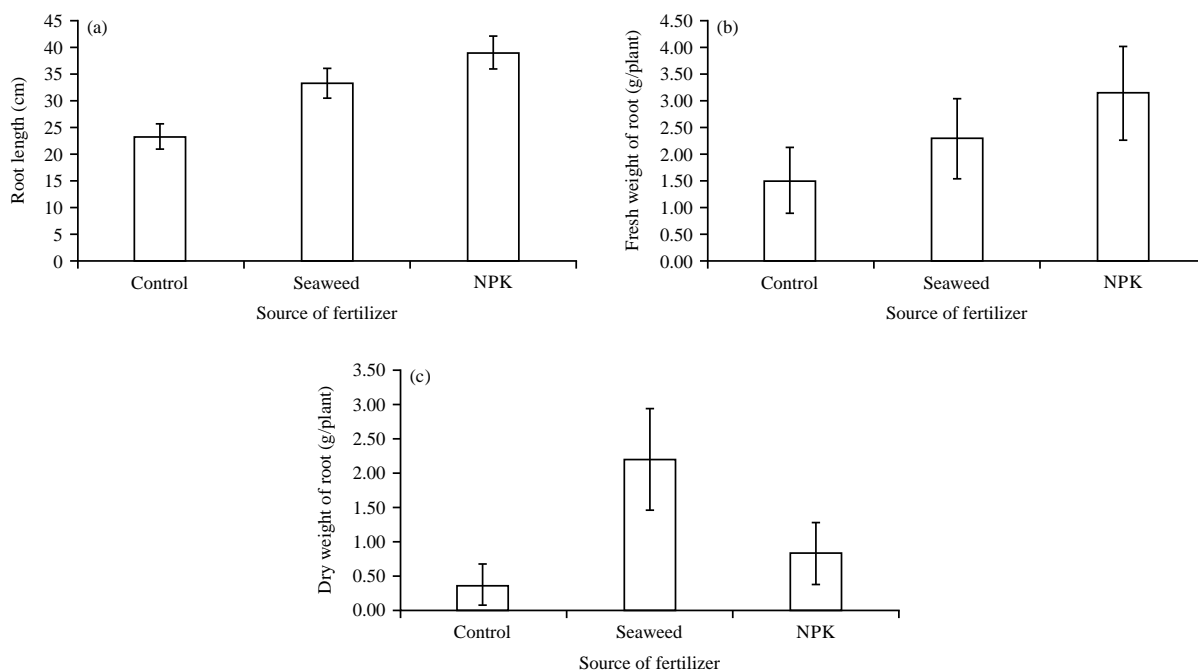 (a)
Root length (cm)
45
40
35
30
25
20
15
10
5
0
Control Seaweed NPK
Source of fertilizer
(b)
Fresh weight of root (g/plant)
4.50
4.00
3.50
3.00
2.50
2.00
1.50
1.00
0.50
0.00
Control Seaweed NPK
Source of fertilizer
(c)
Dry weight of root (g/plant)
3.50
3.00
2.50
2.00
1.50
1.00
0.50
0.00
Control Seaweed NPK
Source of fertilizer